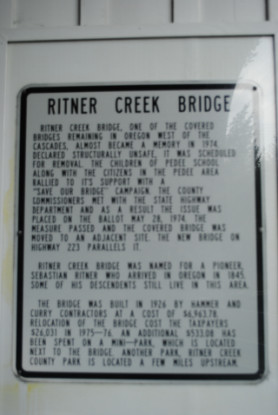 RITNER CREEK BRIDGE
RITNER CREEK BRIDGE, ONE OF THE COVERED
BRIDGES REMAINING IN OREGON WEST OF THE
CASCADES, ALMOST BECAME A MEMORY IN 1974.
DECLARED STRUCTURALLY UNSAFE, IT WAS SCHEDULED
FOR REMOVAL. THE CHILDREN OF PEDEE SCHOOL
ALONG WITH THE CITIZENS IN THE PEDEE AREA
RALLIED TO IT'S SUPPORT WITH A
"SAVE OUR BRIDGE" CAMPAIGN. THE COUNTY
COMMISSIONERS MET WITH THE STATE HIGHWAY
DEPARTMENT AND AS A RESULT THE ISSUE WAS
PLACED ON THE BALLOT MAY 28, 1974. THE
MEASURE PASSED AND THE COVERED BRIDGE WAS
MOVED TO AN ADJACENT SITE. THE NEW BRIDGE ON
HIGHWAY 223 PARALLELS IT.
RITNER CREEK BRIDGE WAS NAMED FOR A PIONEER,
SEBASTIAN RITNER WHO ARRIVED IN OREGON IN 1845.
SOME OF HIS DESCENDENTS STILL LIVE IN THIS AREA.
THE BRIDGE WAS BUILT IN 1926 BY HAMMER AND
CURRY CONTRACTORS AT A COST OF $6,963.78.
RELOCATION OF THE BRIDGE COST THE TAXPAYERS
$26,031 IN 1975-76. AN ADDITIONAL $533.08 HAS
BEEN SPENT ON A MINI-PARK, WHICH IS LOCATED
NEXT TO THE BRIDGE. ANOTHER PARK, RITNER CREEK
COUNTY PARK IS LOCATED A FEW MILES UPSTREAM.